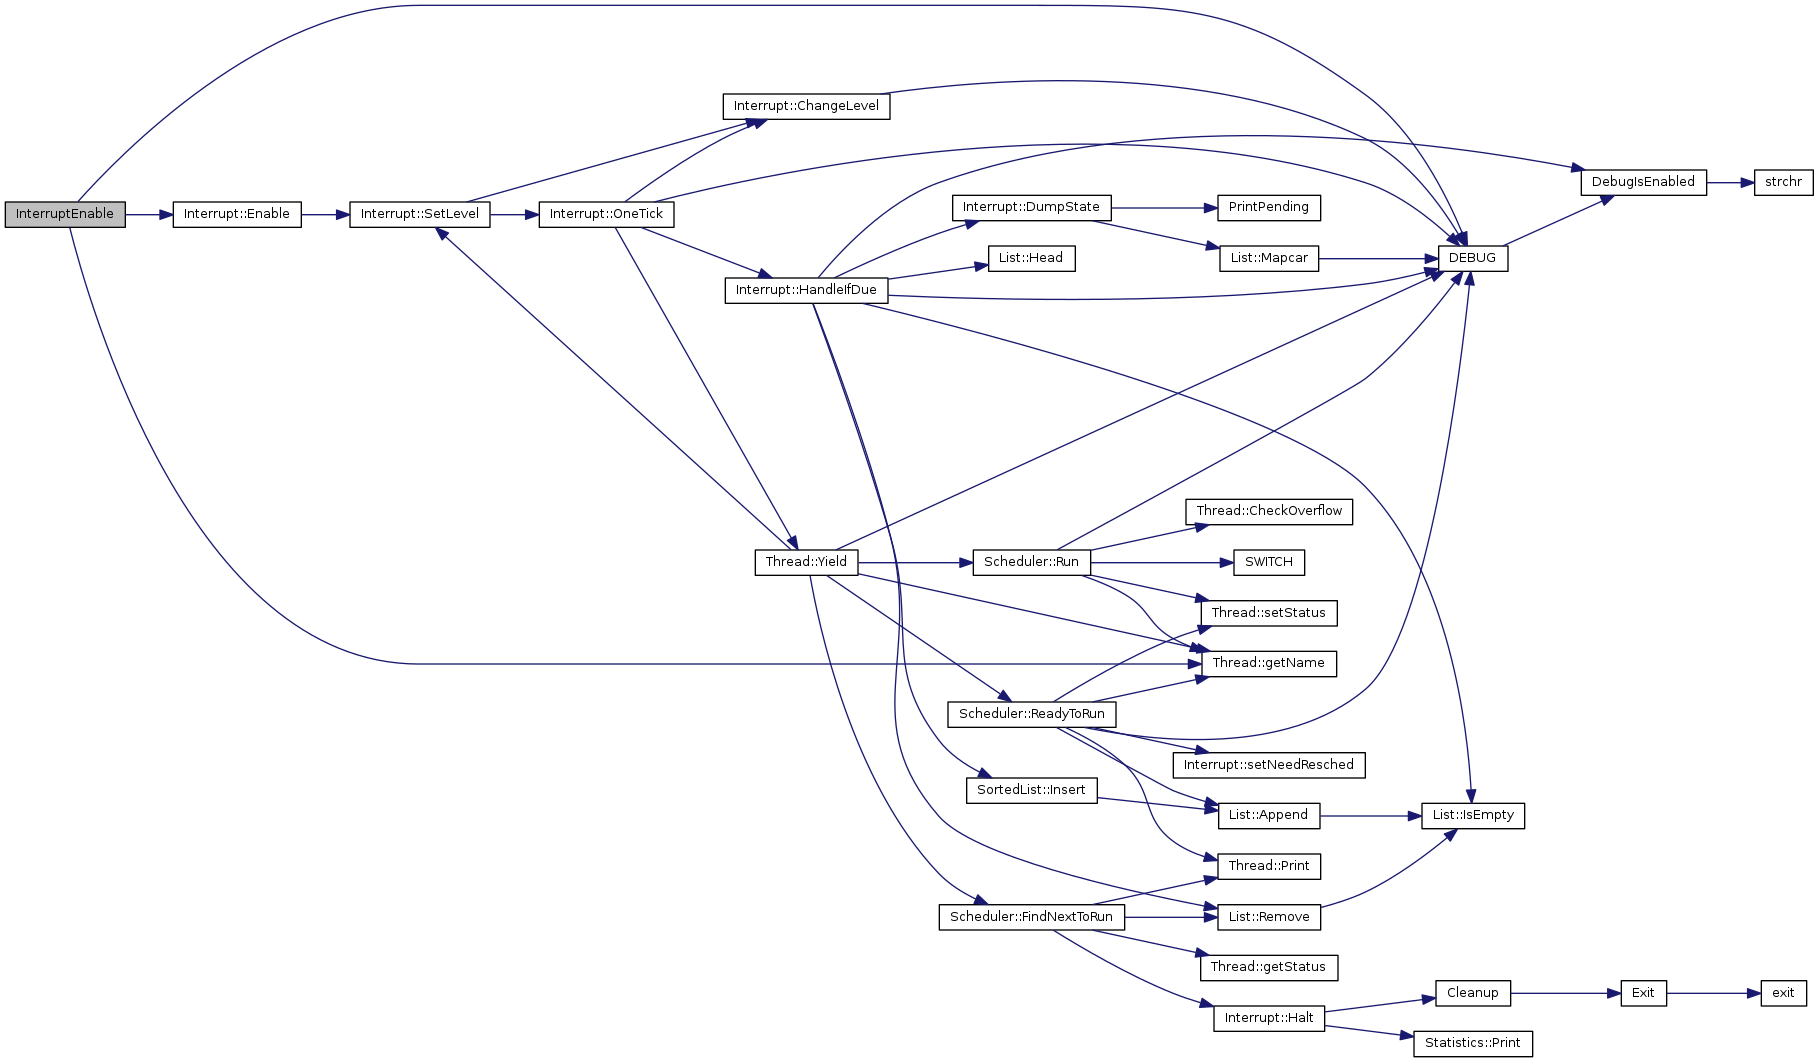 InterruptEnable
Interrupt::Enable
Interrupt::SetLevel
Interrupt::OneTick
Interrupt::ChangeLevel
Interrupt::HandleIfDue
Thread::Yield
Interrupt::DumpState
List::Head
Scheduler::Run
Scheduler::ReadyToRun
SortedList::Insert
Scheduler::FindNextToRun
PrintPending
List::Mapcar
Thread::CheckOverflow
SWITCH
Thread::setStatus
Thread::getName
Interrupt::setNeedResched
List::Append
Thread::Print
List::Remove
Thread::getStatus
Interrupt::Halt
DEBUG
List::IsEmpty
Cleanup
Statistics::Print
DebugIsEnabled
Exit
strchr
exit